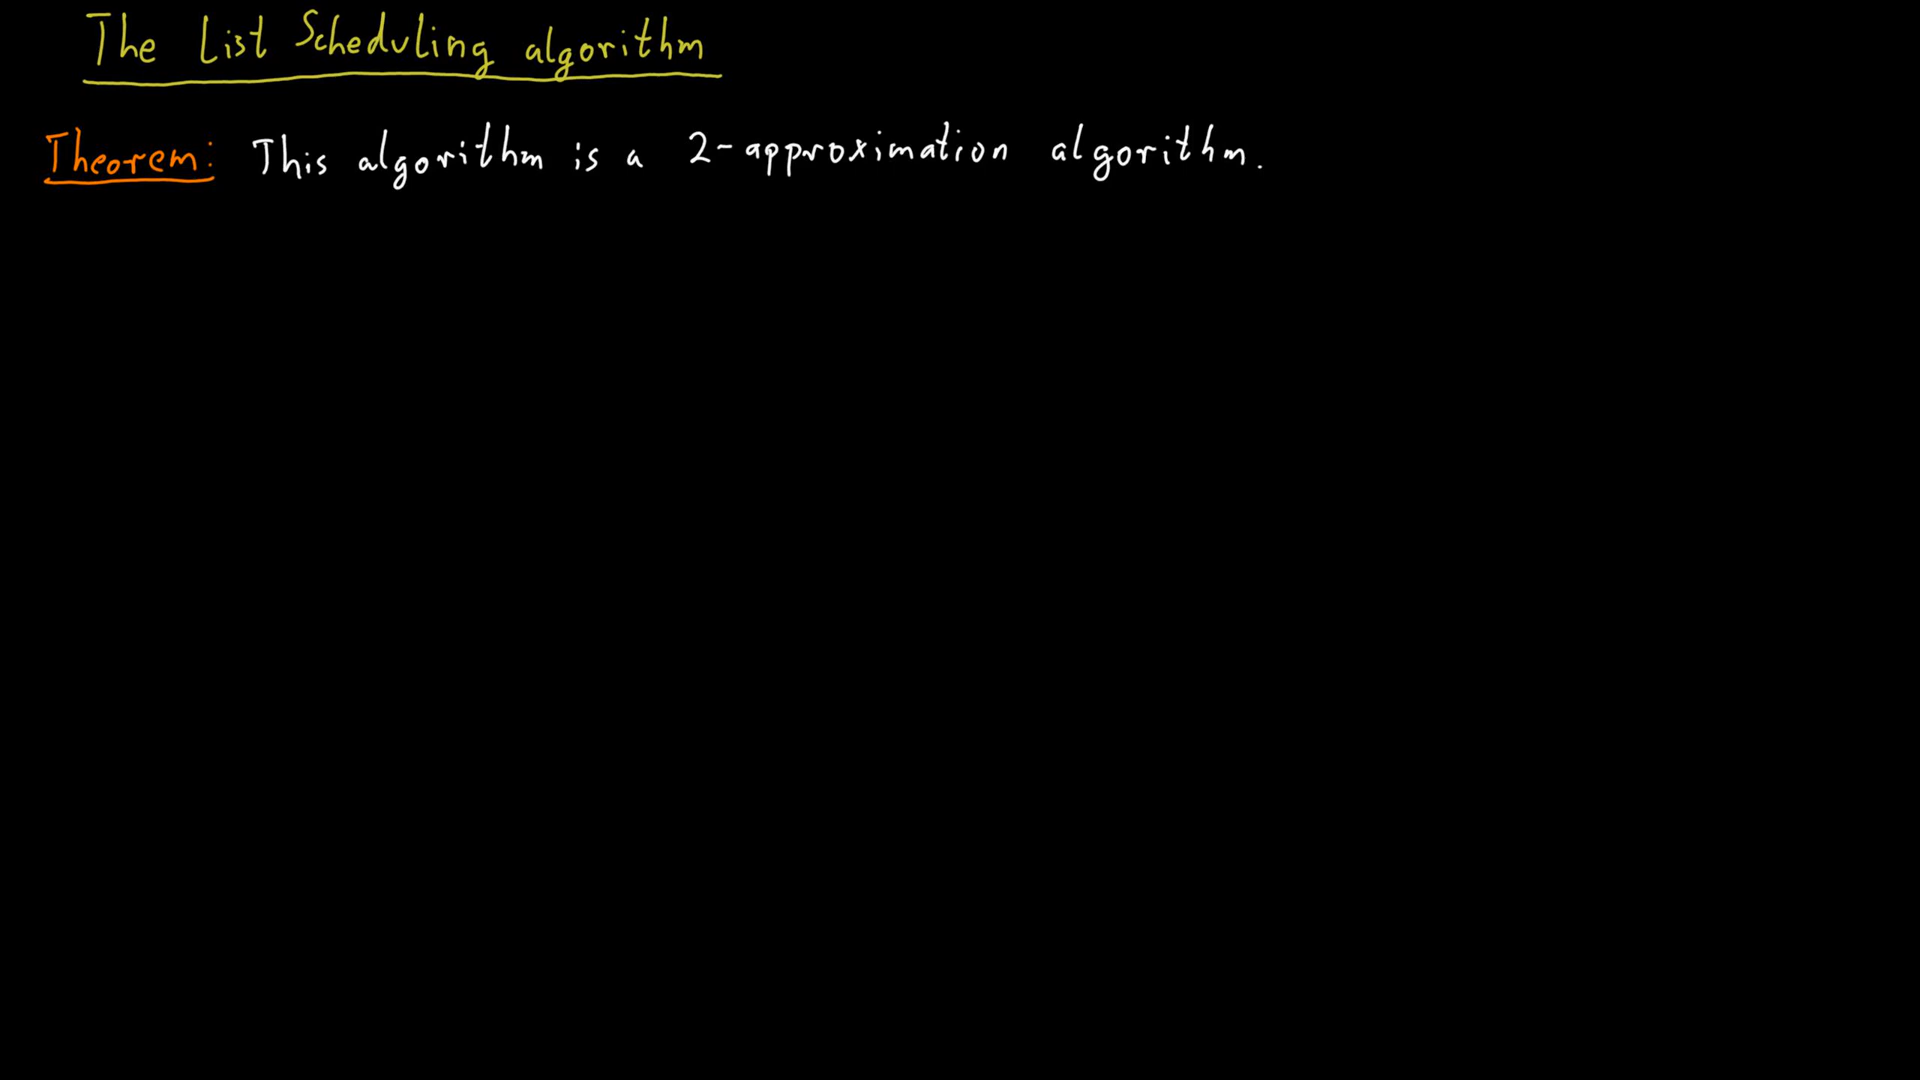 The List Scheduling algorithm
Theorem: This algorithm is a 2-approximation algorithm.